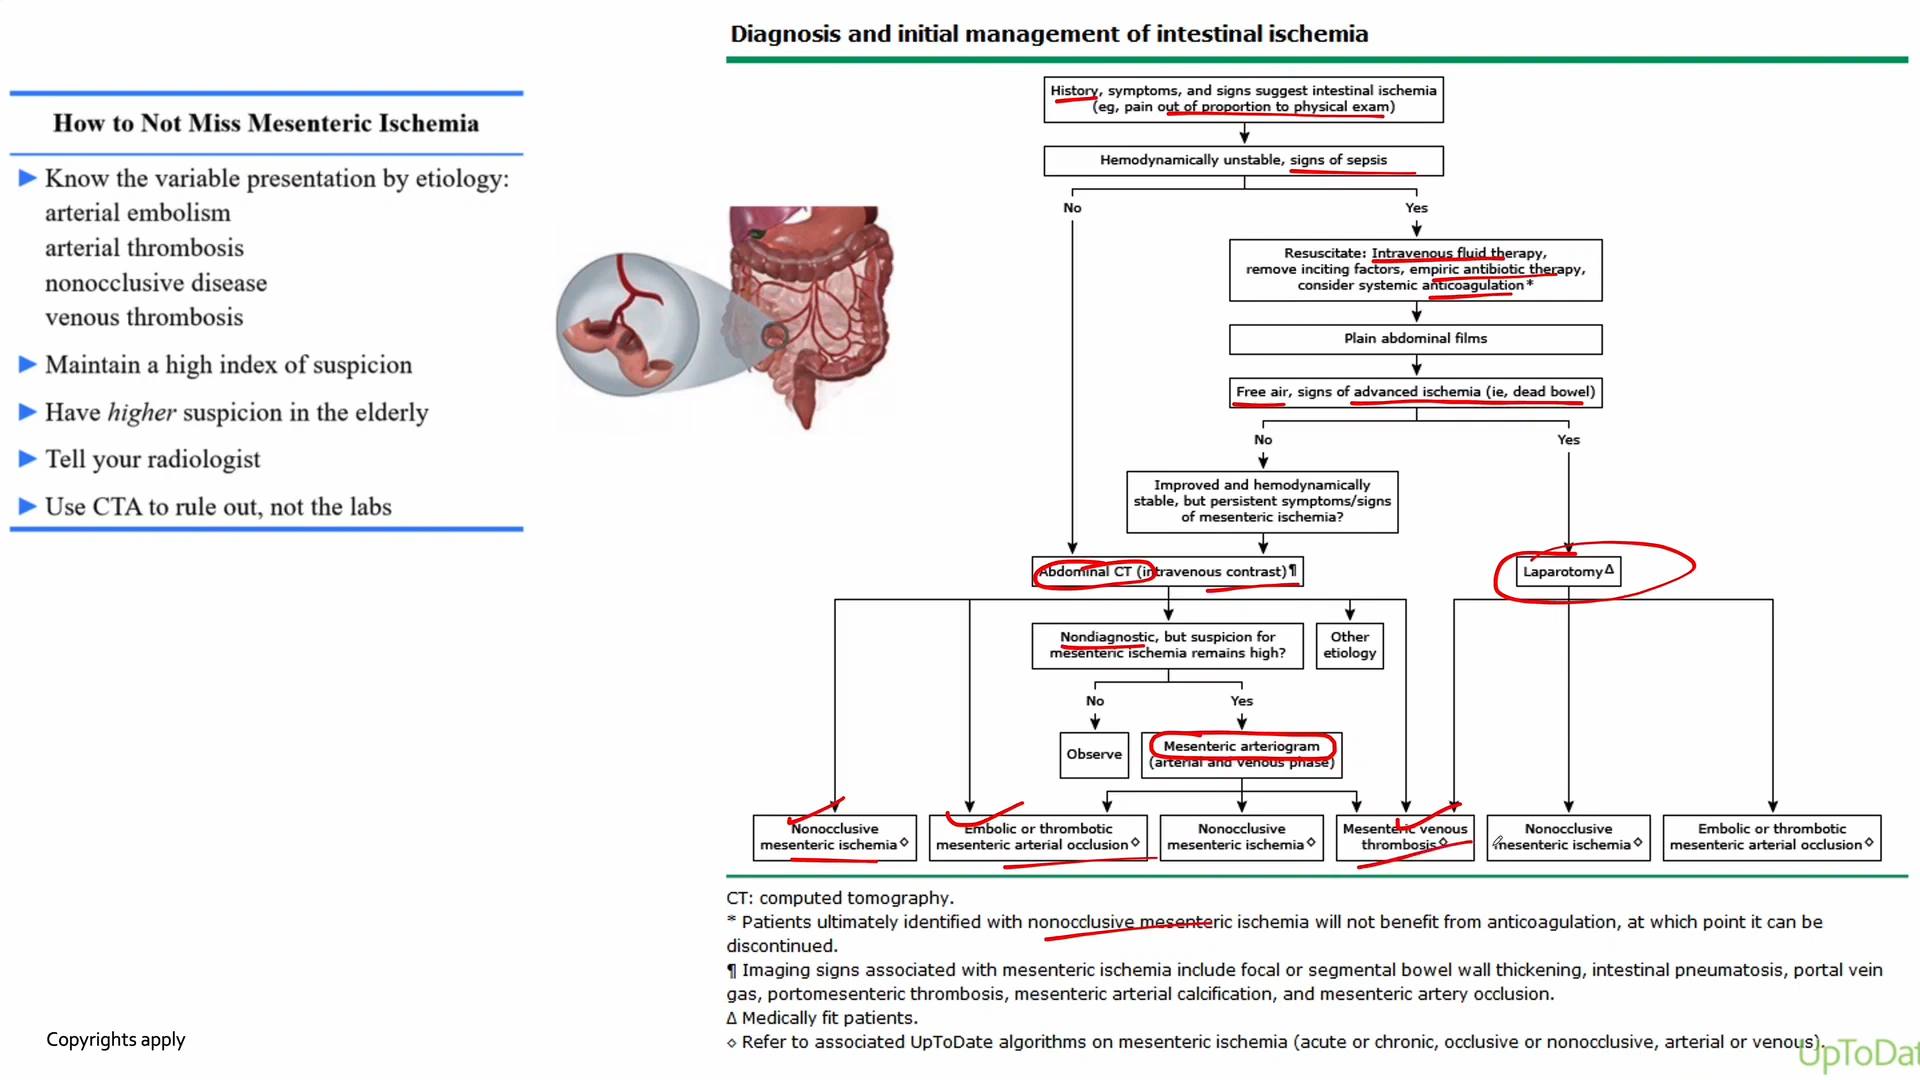 How to Not Miss Mesenteric Ischemia
Know the variable presentation by etiology:
arterial embolism
arterial thrombosis
nonocclusive disease
venous thrombosis
Maintain a high index of suspicion
Have higher suspicion in the elderly
Tell your radiologist
Use CTA to rule out, not the labs
Copyrights apply
Diagnosis and initial management of intestinal ischemia
History, symptoms, and signs suggest intestinal ischemia
(eg, pain out of proportion to physical exam)
Hemodynamically unstable, signs of sepsis
No
Yes
Resuscitate: Intravenous fluid therapy,
remove inciting factors, empiric antibiotic therapy,
consider systemic anticoagulation*
Plain abdominal films
Free air, signs of advanced ischemia (ie, dead bowel)
No
Yes
Improved and hemodynamically
stable, but persistent symptoms/signs
of mesenteric ischemia?
Abdominal CT (intravenous contrast)¶
LaparotomyΔ
Nondiagnostic, but suspicion for
mesenteric ischemia remains high?
Other
etiology
No
Yes
Observe
Mesenteric arteriogram
(arterial and venous phase)
Nonocclusive
mesenteric ischemia◇
Embolic or thrombotic
mesenteric arterial occlusion◇
Nonocclusive
mesenteric ischemia◇
Mesenteric venous
thrombosis◇
Nonocclusive
mesenteric ischemia◇
Embolic or thrombotic
mesenteric arterial occlusion◇
CT: computed tomography.
* Patients ultimately identified with nonocclusive mesenteric ischemia will not benefit from anticoagulation, at which point it can be
discontinued.
¶ Imaging signs associated with mesenteric ischemia include focal or segmental bowel wall thickening, intestinal pneumatosis, portal vein
gas, portomesenteric thrombosis, mesenteric arterial calcification, and mesenteric artery occlusion.
Δ Medically fit patients.
◇ Refer to associated UpToDate algorithms on mesenteric ischemia (acute or chronic, occlusive or nonocclusive, arterial or venous).
UpToDat